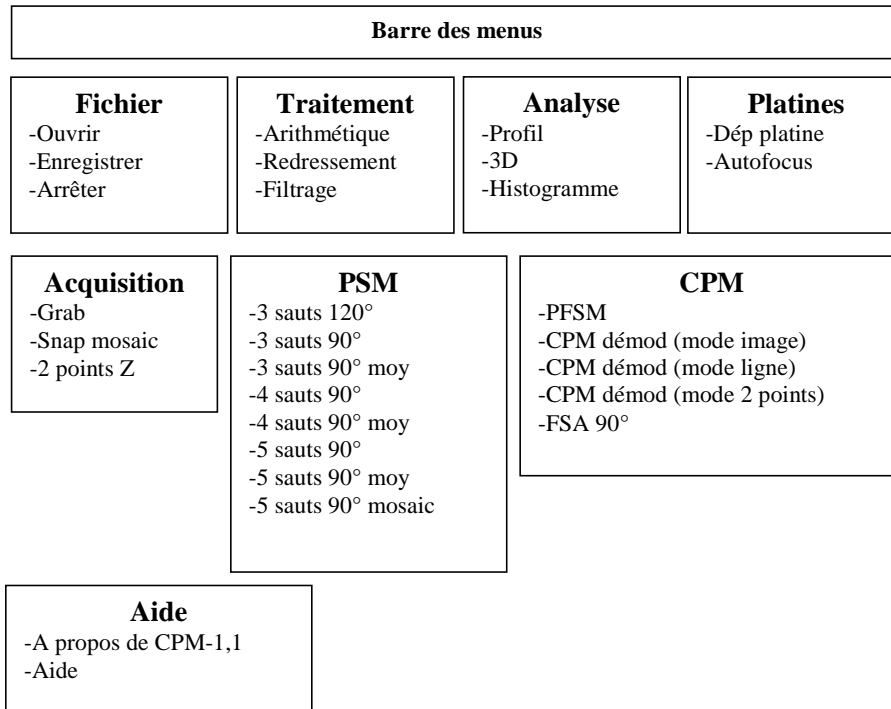 Barre des menus
Fichier
-Ouvrir
-Enregistrer
-Arrêter
Traitement
-Arithmétique
-Redressement
-Filtrage
Analyse
-Profil
-3D
-Histogramme
Platines
-Dép platine
-Autofocus
Acquisition
-Grab
-Snap mosaic
-2 points Z
PSM
-3 sauts 120°
-3 sauts 90°
-3 sauts 90° moy
-4 sauts 90°
-4 sauts 90° moy
-5 sauts 90°
-5 sauts 90° moy
-5 sauts 90° mosaic
CPM
-PFSM
-CPM démod (mode image)
-CPM démod (mode ligne)
-CPM démod (mode 2 points)
-FSA 90°
Aide
-A propos de CPM-1,1
-Aide